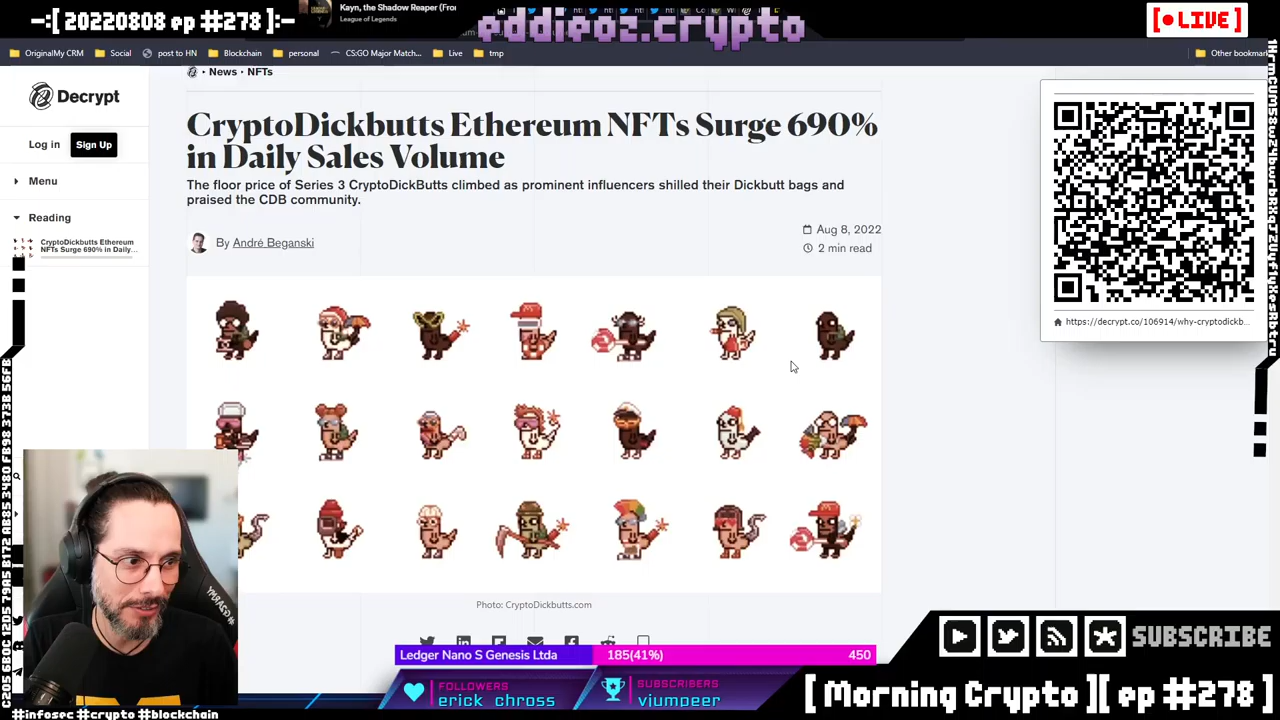 -:[ 20220808 ep #278 ]:-
Kayn, the Shadow Reaper (Fro
League of Legends
eddieoz.crypto
[● LIVE ]
OriginalMy CRM
Social
Blockchain
post to HN
personal
CS:GO Major Match...
Live
tmp
Other bookmar
News • NFTs
Decrypt
Log in
Sign Up
Menu
Reading
CryptoDickbutts Ethereum
NFTs Surge 690% in Daily...
CryptoDickbutts Ethereum NFTs Surge 690%
in Daily Sales Volume
The floor price of Series 3 CryptoDickButts climbed as prominent influencers shilled their Dickbutt bags and
praised the CDB community.
By André Beganski
Aug 8, 2022
2 min read
https://decrypt.co/106914/why-cryptodickb...
Photo: CryptoDickbutts.com
Ledger Nano S Genesis Ltda
185(41%)
450
FOLLOWERS
erick chross
SUBSCRIBERS
viumpeer
SUBSCRIBE
[ Morning Crypto ][ ep #278 ]
#infosec #crypto #blockchain